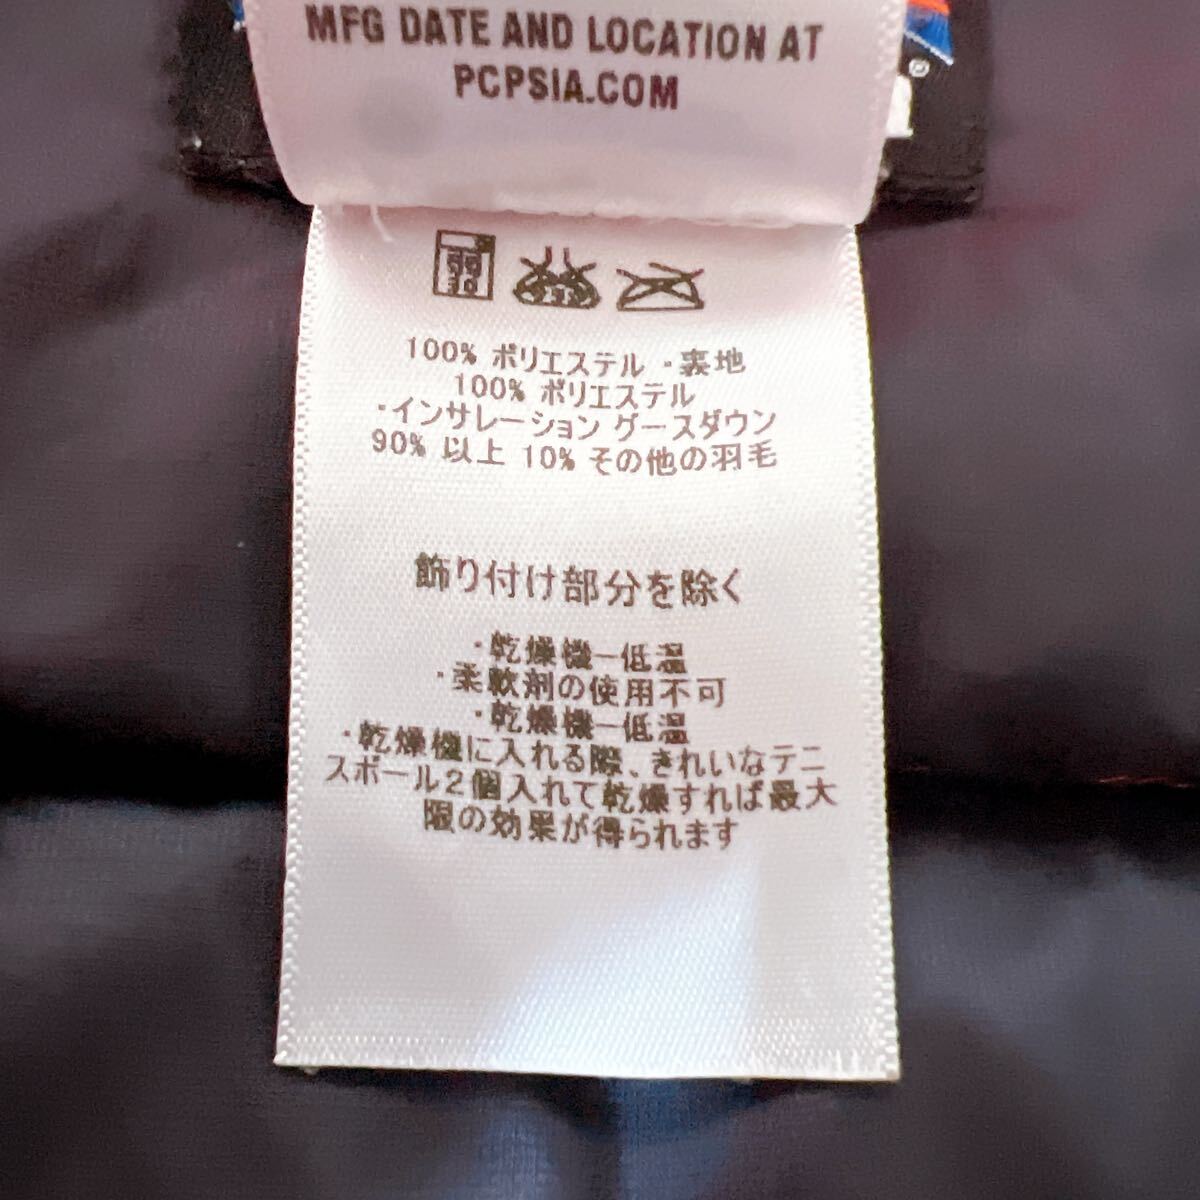 MFG DATE AND LOCATION AT
PCPSIA.COM
100% ポリエステル ・裏地
100% ポリエステル
・インサレーション グースダウン
90% 以上 10% その他の羽毛
飾り付け部分を除く
・乾燥機ー低温
・柔軟剤の使用不可
・乾燥機ー低温
・乾燥機に入れる際、きれいなテニ
スボール2個入れて乾燥すれば最大
限の効果が得られます